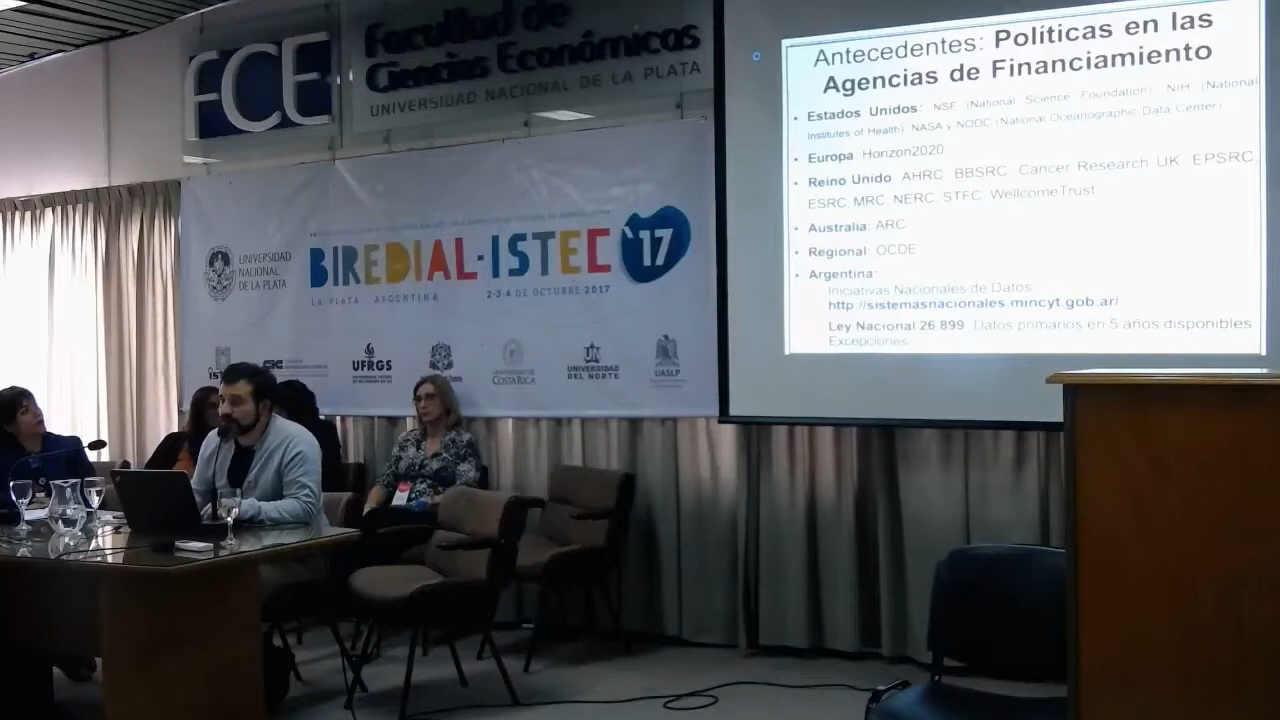 FCE
Facultad de
Ciencias Económicas
UNIVERSIDAD NACIONAL DE LA PLATA
UNIVERSIDAD
NACIONAL
DE LA PLATA
BIREDIAL-ISTEC '17
LA PLATA ARGENTINA
2-3-4 DE OCTUBRE 2017
UFRGS
COSTA RICA
UN
UNIVERSIDAD
DEL NORTE
UASLP
Antecedentes: Políticas en las
Agencias de Financiamiento
• Estados Unidos: NSF (National Science Foundation) NIH (National
Institutes of Health) NASA y NODC (National Oceanographic Data Center)
• Europa Horizon2020
• Reino Unido AHRC BBSRC Cancer Research UK EPSRC,
ESRC MRC NERC STFC WellcomeTrust
• Australia: ARC
• Regional: OCDE
• Argentina:
Iniciativas Nacionales de Datos
http://sistemasnacionales.mincyt.gob.ar/
Ley Nacional 26 899 Datos primarios en 5 años disponibles
Excepciones